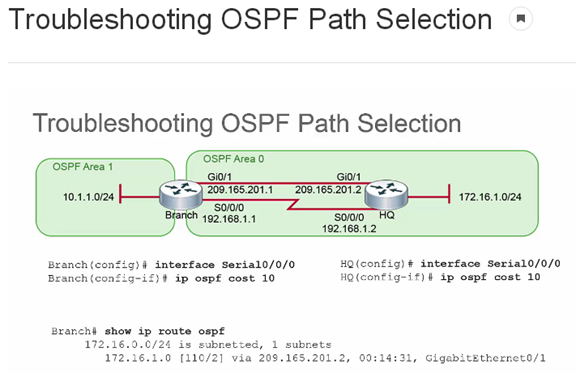 Troubleshooting OSPF Path Selection
Troubleshooting OSPF Path Selection
OSPF Area 1
OSPF Area 0
Gi0/1
209.165.201.1
Gi0/1
209.165.201.2
10.1.1.0/24
172.16.1.0/24
Branch
S0/0/0
192.168.1.1
S0/0/0
192.168.1.2
HQ
Branch(config)# interface Serial0/0/0
Branch(config-if)# ip ospf cost 10
HQ(config)# interface Serial0/0/0
HQ(config-if)# ip ospf cost 10
Branch# show ip route ospf
172.16.0.0/24 is subnetted, 1 subnets
172.16.1.0 [110/2] via 209.165.201.2, 00:14:31, GigabitEthernet0/1